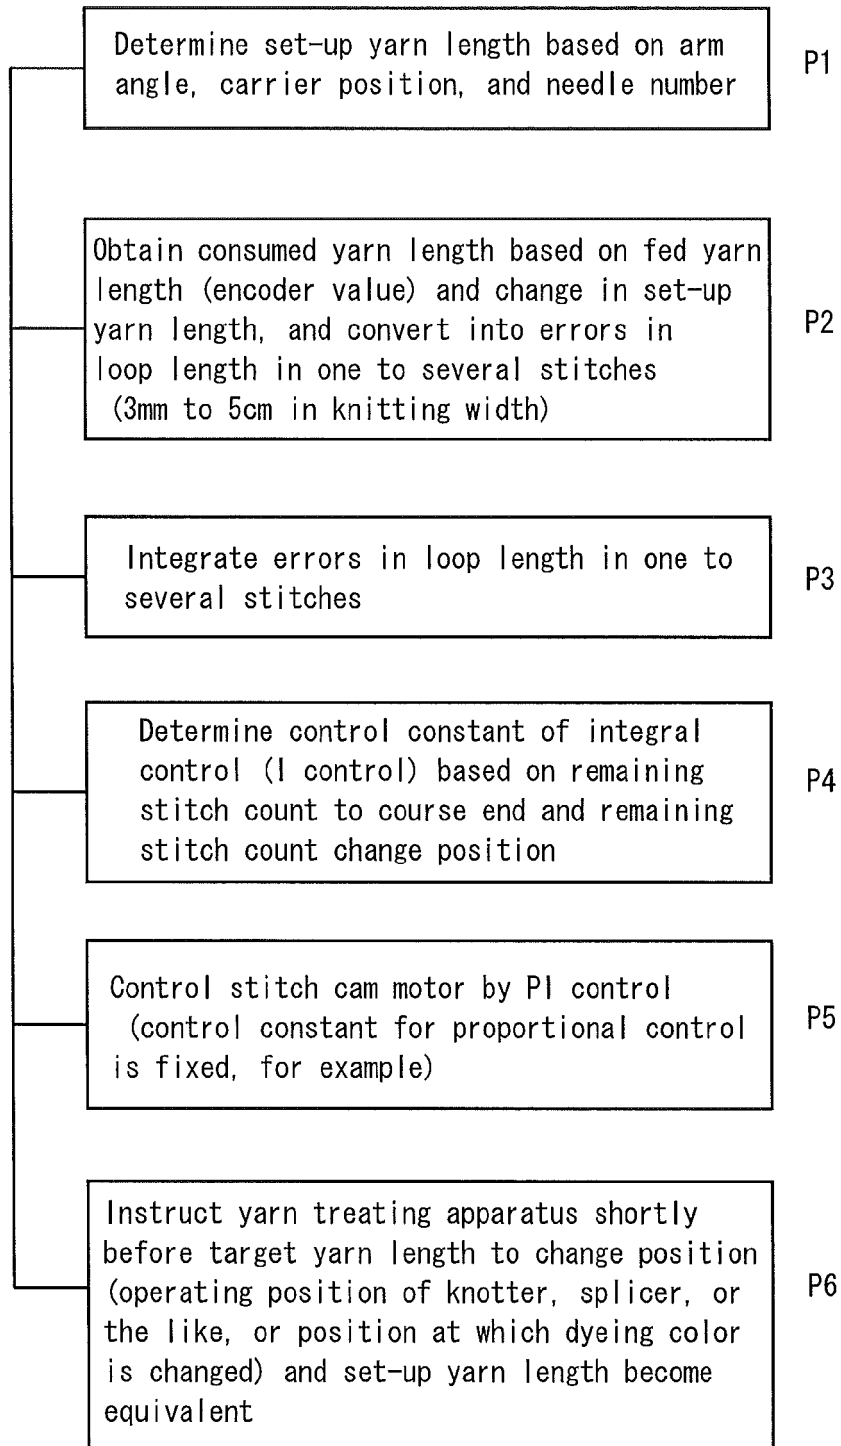 Determine set-up yarn length based on arm
angle, carrier position, and needle number
P1
Obtain consumed yarn length based on fed yarn
length (encoder value) and change in set-up
yarn length, and convert into errors in
loop length in one to several stitches
(3mm to 5cm in knitting width)
P2
Integrate errors in loop length in one to
several stitches
P3
Determine control constant of integral
control (I control) based on remaining
stitch count to course end and remaining
stitch count change position
P4
Control stitch cam motor by PI control
(control constant for proportional control
is fixed, for example)
P5
Instruct yarn treating apparatus shortly
before target yarn length to change position
(operating position of knotter, splicer, or
the like, or position at which dyeing color
is changed) and set-up yarn length become
equivalent
P6